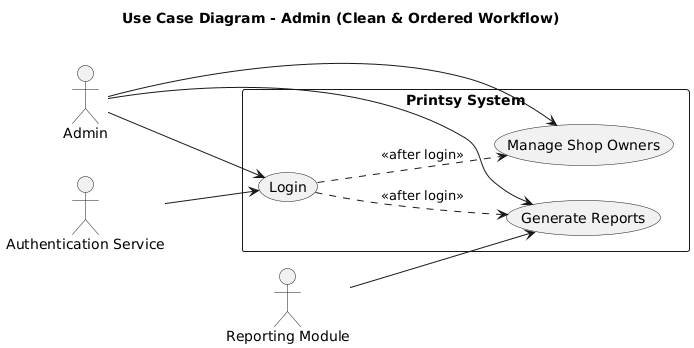 Use Case Diagram - Admin (Clean & Ordered Workflow)
Printsy System
Admin
Manage Shop Owners
«after login»
Login
«after login»
Generate Reports
Authentication Service
Reporting Module